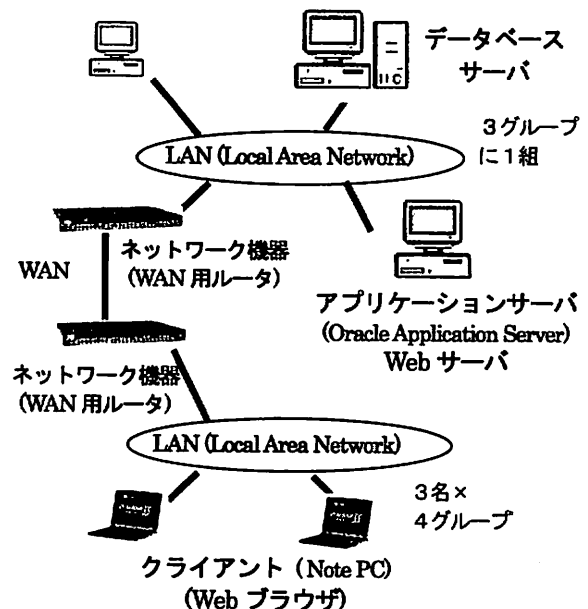 データベース
サーバ
3グループ
に1組
LAN (Local Area Network)
ネットワーク機器
(WAN 用ルータ)
WAN
アプリケーションサーバ
(Oracle Application Server)
Web サーバ
ネットワーク機器
(WAN 用ルータ)
LAN (Local Area Network)
3名×
4グループ
クライアント (Note PC)
(Web ブラウザ)